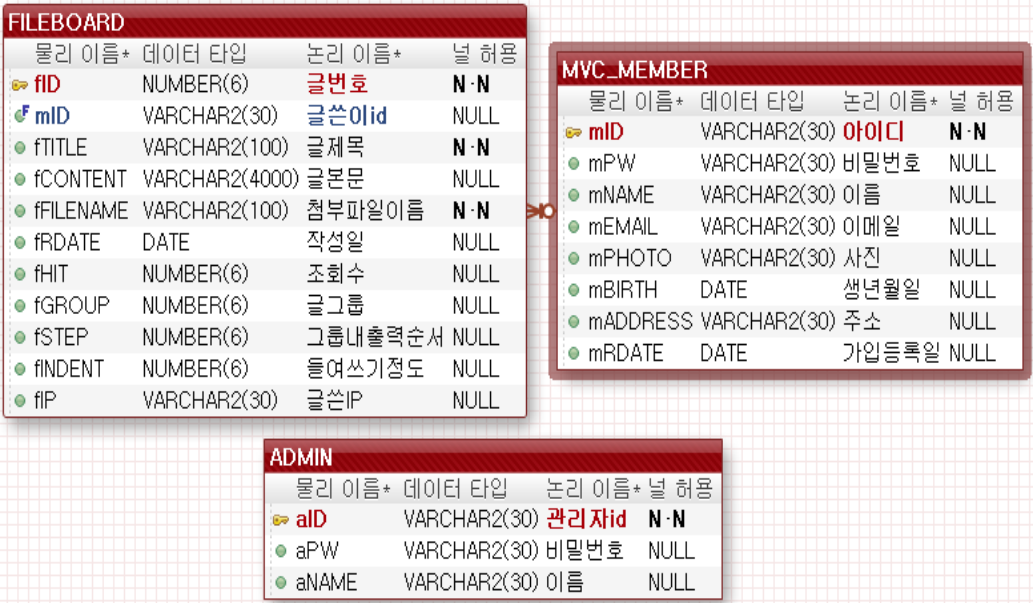 FILEBOARD
물리 이름* 데이터 타입 논리 이름* 널 허용
fID NUMBER(6) 글번호 N·N
mID VARCHAR2(30) 글쓴이id NULL
fTITLE VARCHAR2(100) 글제목 N·N
fCONTENT VARCHAR2(4000) 글본문 NULL
fFILENAME VARCHAR2(100) 첨부파일이름 N·N
fRDATE DATE 작성일 NULL
fHIT NUMBER(6) 조회수 NULL
fGROUP NUMBER(6) 글그룹 NULL
fSTEP NUMBER(6) 그룹내출력순서 NULL
fINDENT NUMBER(6) 들여쓰기정도 NULL
fIP VARCHAR2(30) 글쓴IP NULL
MVC_MEMBER
물리 이름* 데이터 타입 논리 이름* 널 허용
mID VARCHAR2(30) 아이디 N·N
mPW VARCHAR2(30) 비밀번호 NULL
mNAME VARCHAR2(30) 이름 NULL
mEMAIL VARCHAR2(30) 이메일 NULL
mPHOTO VARCHAR2(30) 사진 NULL
mBIRTH DATE 생년월일 NULL
mADDRESS VARCHAR2(30) 주소 NULL
mRDATE DATE 가입등록일 NULL
ADMIN
물리 이름* 데이터 타입 논리 이름* 널 허용
aID VARCHAR2(30) 관리자id N·N
aPW VARCHAR2(30) 비밀번호 NULL
aNAME VARCHAR2(30) 이름 NULL